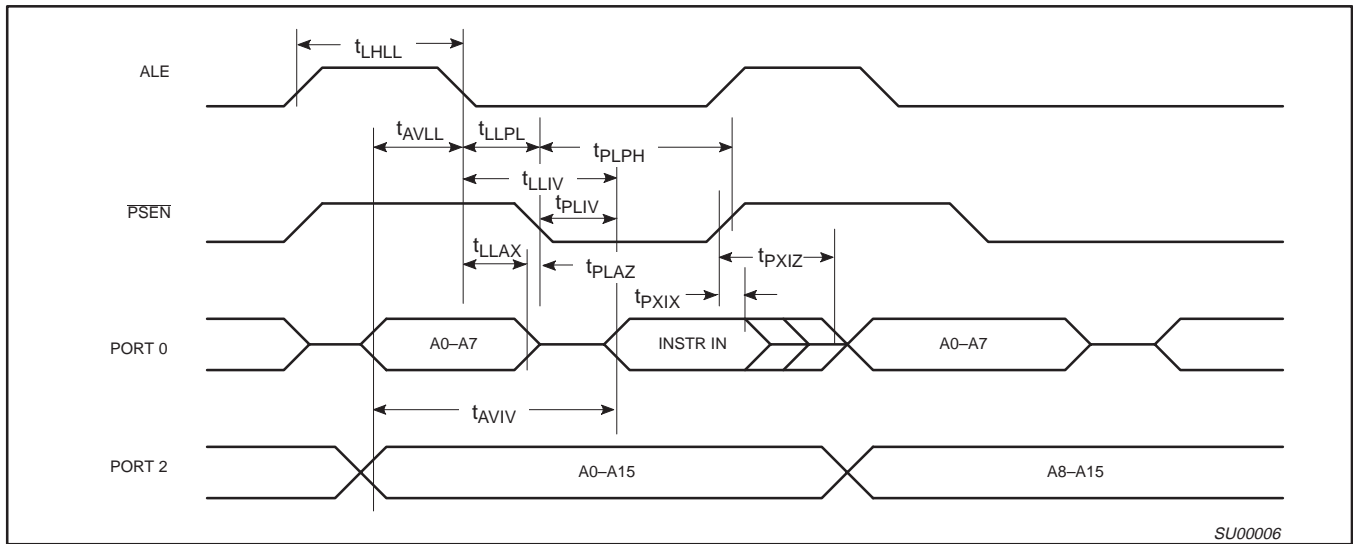 tLHLL
ALE
tAVLL
tLLPL
tPLPH
tLLIV
PSEN
tPLIV
tLLAX
tPLAZ
tPXIZ
tPXIX
PORT 0
A0–A7
INSTR IN
A0–A7
tAVIV
PORT 2
A0–A15
A8–A15
SU00006